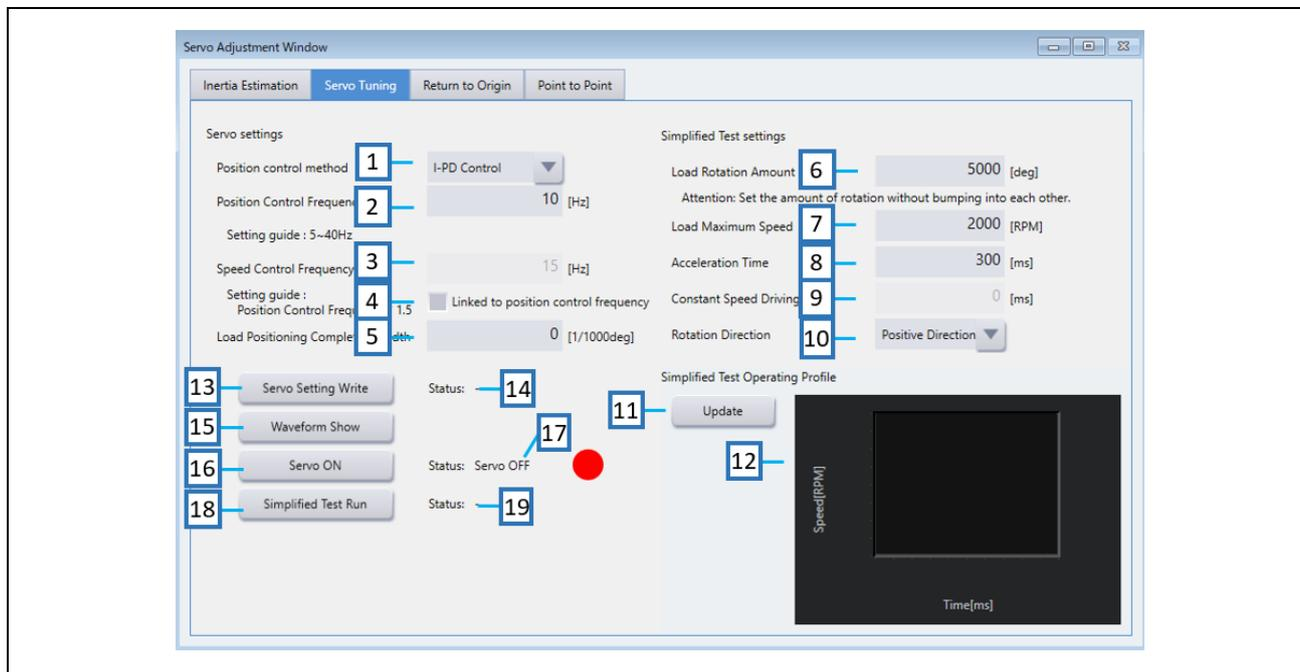 Servo Adjustment Window
Inertia Estimation Servo Tuning Return to Origin Point to Point
Servo settings
Position control method 1 I-PD Control
Position Control Frequen 2 10 [Hz]
Setting guide : 5~40Hz
Speed Control Frequency 3 15 [Hz]
Setting guide :
Position Control Frequ 1.5
4 Linked to position control frequency
Load Positioning Comple 5 dth 0 [1/1000deg]
13 Servo Setting Write Status: - 14
15 Waveform Show
16 Servo ON Status: Servo OFF 17
18 Simplified Test Run Status: - 19
Simplified Test settings
Load Rotation Amount 6 5000 [deg]
Attention: Set the amount of rotation without bumping into each other.
Load Maximum Speed 7 2000 [RPM]
Acceleration Time 8 300 [ms]
Constant Speed Driving 9 0 [ms]
Rotation Direction 10 Positive Direction
Simplified Test Operating Profile
11 Update
12
Speed[RPM]
Time[ms]